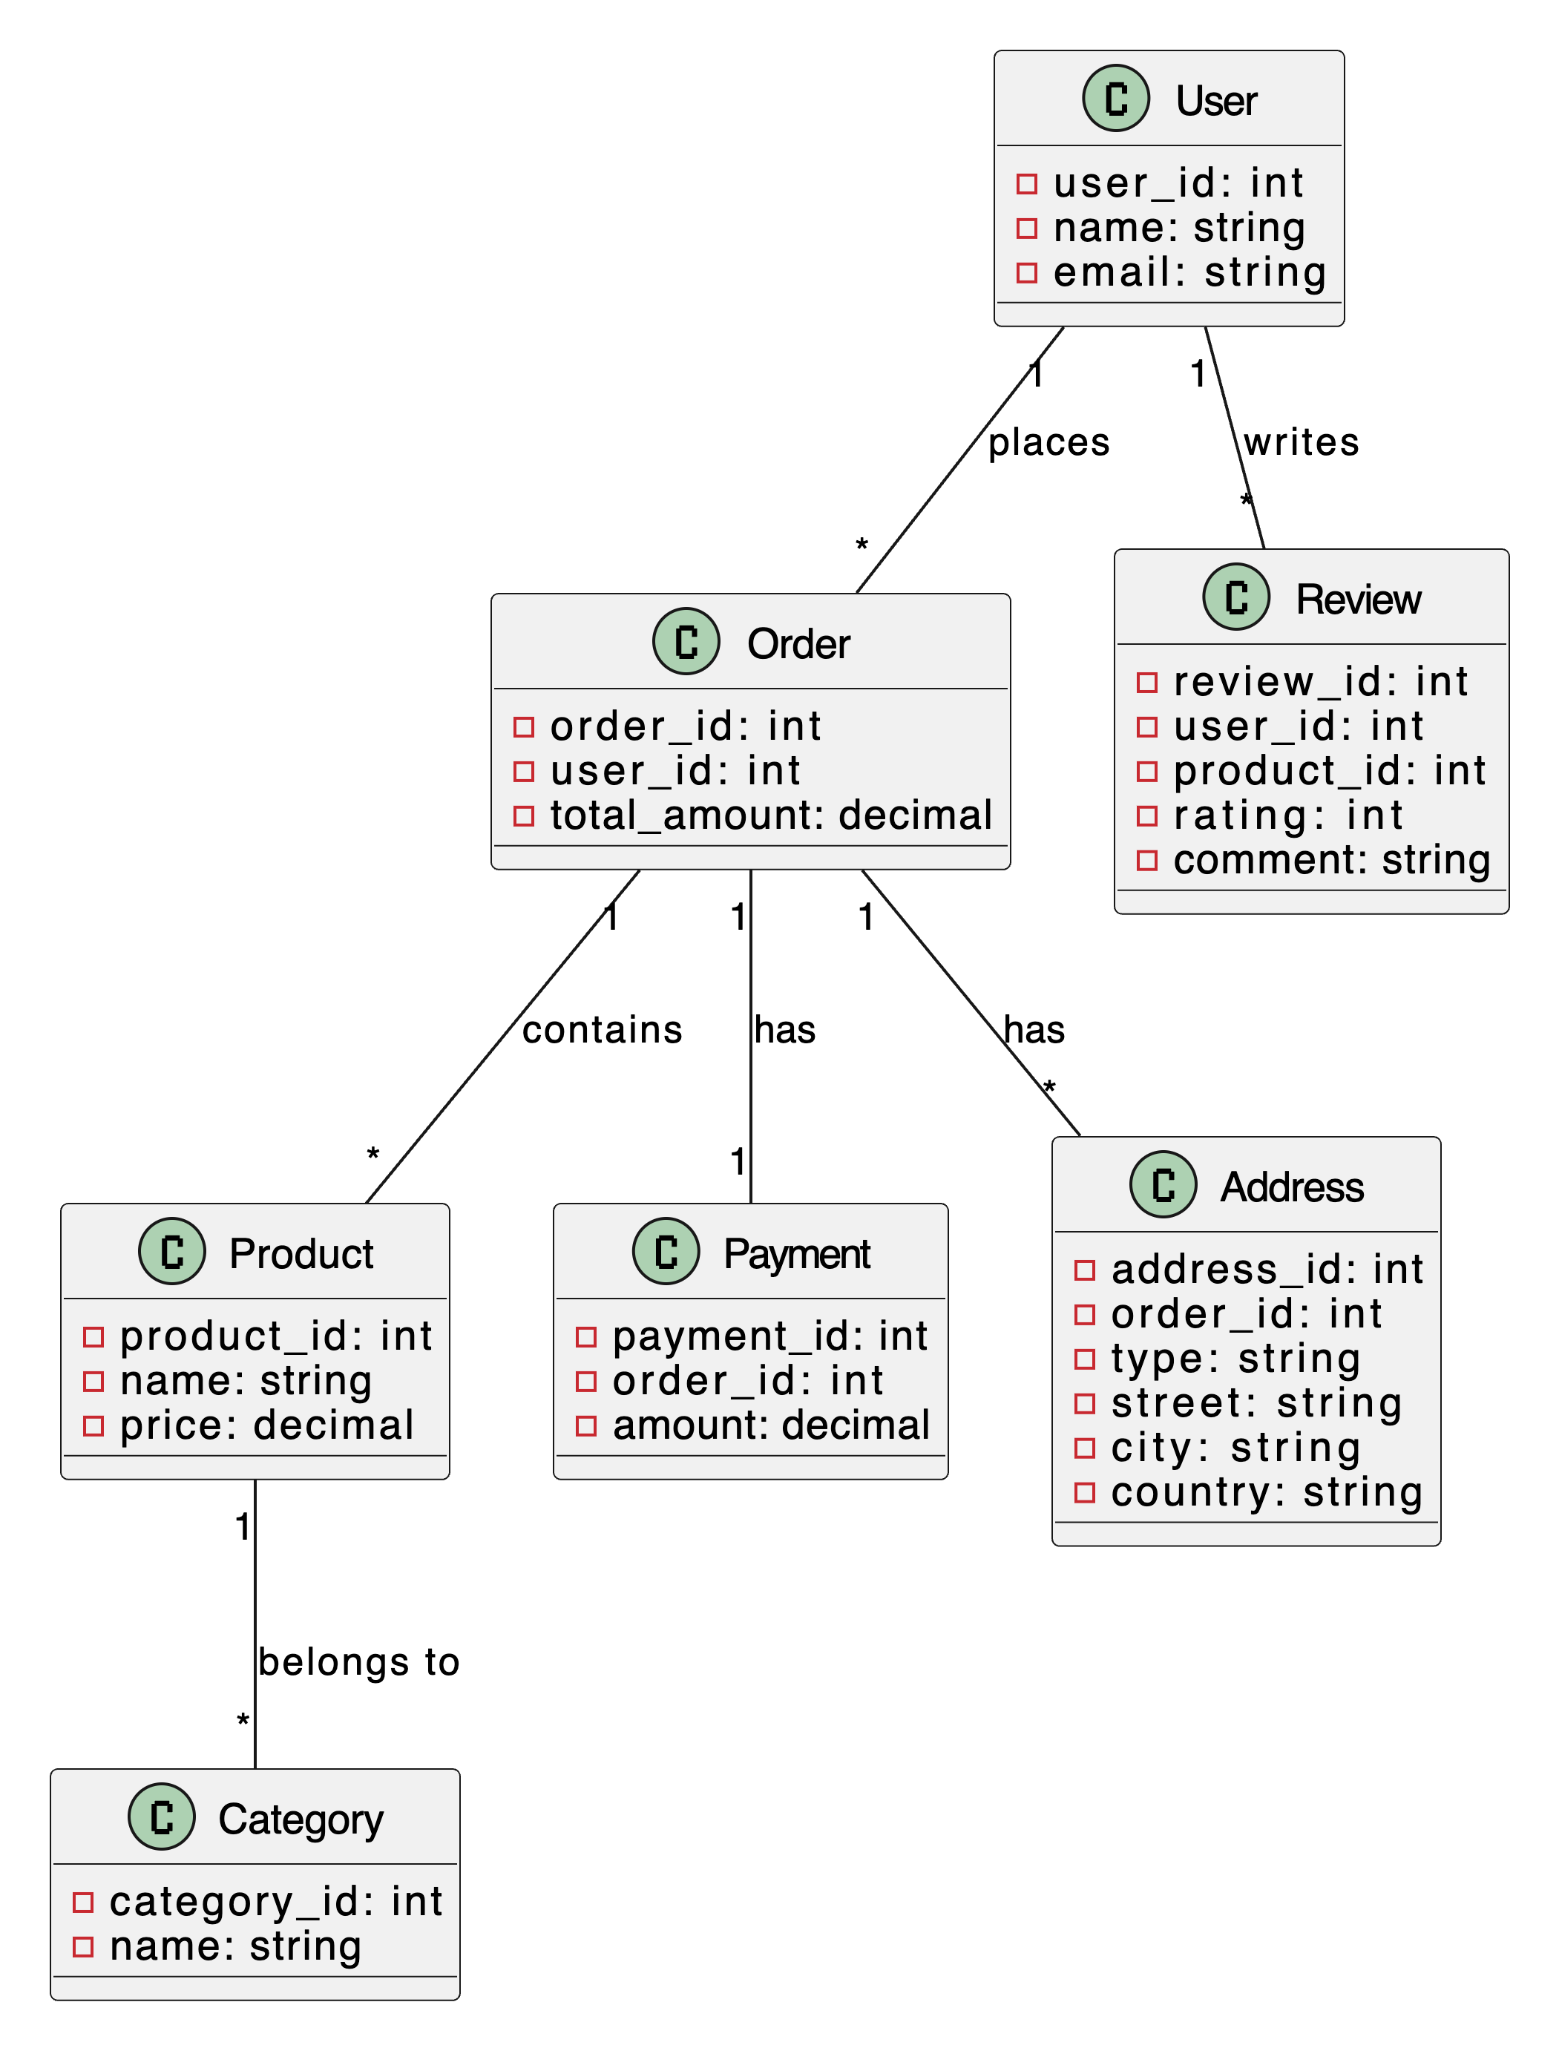 C User
user_id: int
name: string
email: string
1
1
places
writes
*
*
C Order
order_id: int
user_id: int
total_amount: decimal
C Review
review_id: int
user_id: int
product_id: int
rating: int
comment: string
1
1
1
contains
has
has
*
1
*
C Product
product_id: int
name: string
price: decimal
C Payment
payment_id: int
order_id: int
amount: decimal
C Address
address_id: int
order_id: int
type: string
street: string
city: string
country: string
1
belongs to
*
C Category
category_id: int
name: string